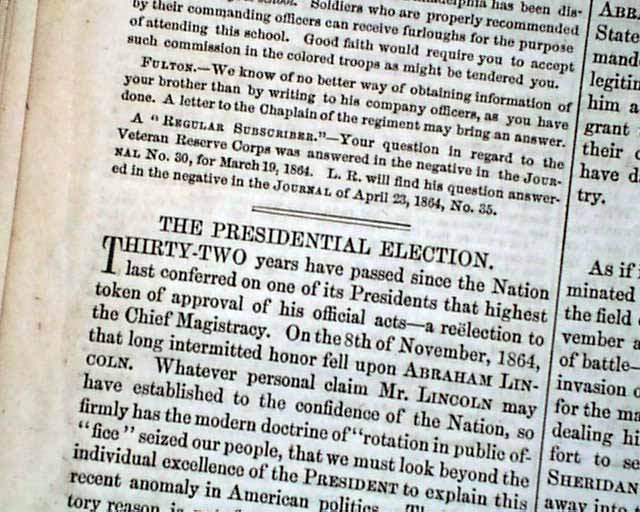 school. Soldiers who are properly recommended
by their commanding officers can receive furloughs for the purpose
of attending this school. Good faith would require you to accept
such commission in the colored troops as might be tendered you.
FULTON.—We know of no better way of obtaining information of
your brother than by writing to his company officers, as you have
done. A letter to the Chaplain of the regiment may bring an answer.
A "REGULAR SUBSCRIBER."—Your question in regard to the
Veteran Reserve Corps was answered in the negative in the JOUR-
NAL No. 30, for March 19, 1864. L. R. will find his question answer-
ed in the negative in the JOURNAL of April 23, 1864, No. 35.
THE PRESIDENTIAL ELECTION.
THIRTY-TWO years have passed since the Nation
last conferred on one of its Presidents that highest
token of approval of his official acts—a reëlection to
the Chief Magistracy. On the 8th of November, 1864,
that long intermitted honor fell upon ABRAHAM LIN-
COLN. Whatever personal claim Mr. LINCOLN may
have established to the confidence of the Nation, so
firmly has the modern doctrine of "rotation in public of-
"fice" seized our people, that we must look beyond the
individual excellence of the PRESIDENT to explain this
recent anomaly in American politics.
tory reason is
State
mand
legitin
him a
grant
their c
have d
try.
As if
minated
the field
vember a
of battle—
invasion o
for the ma
dealing hi
fort to se
SHERIDAN
away into